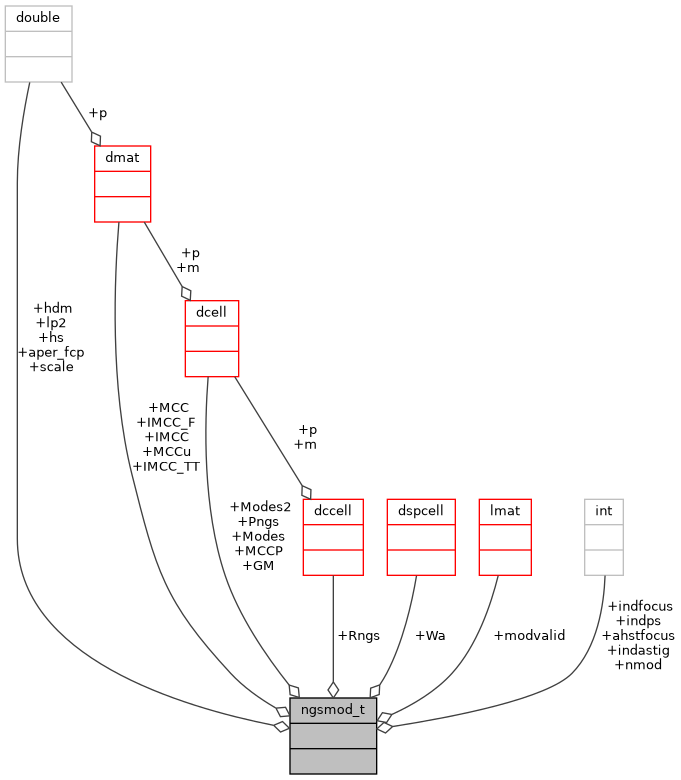 double
+p
dmat
+p
+m
dcell
+hdm
+lp2
+hs
+aper_fcp
+scale
+MCC
+IMCC_F
+IMCC
+MCCu
+IMCC_TT
+p
+m
+Modes2
+Pngs
+Modes
+MCCP
+GM
dccell
dspcell
lmat
int
+Rngs
+Wa
+modvalid
+indfocus
+indps
+ahstfocus
+indastig
+nmod
ngsmod_t